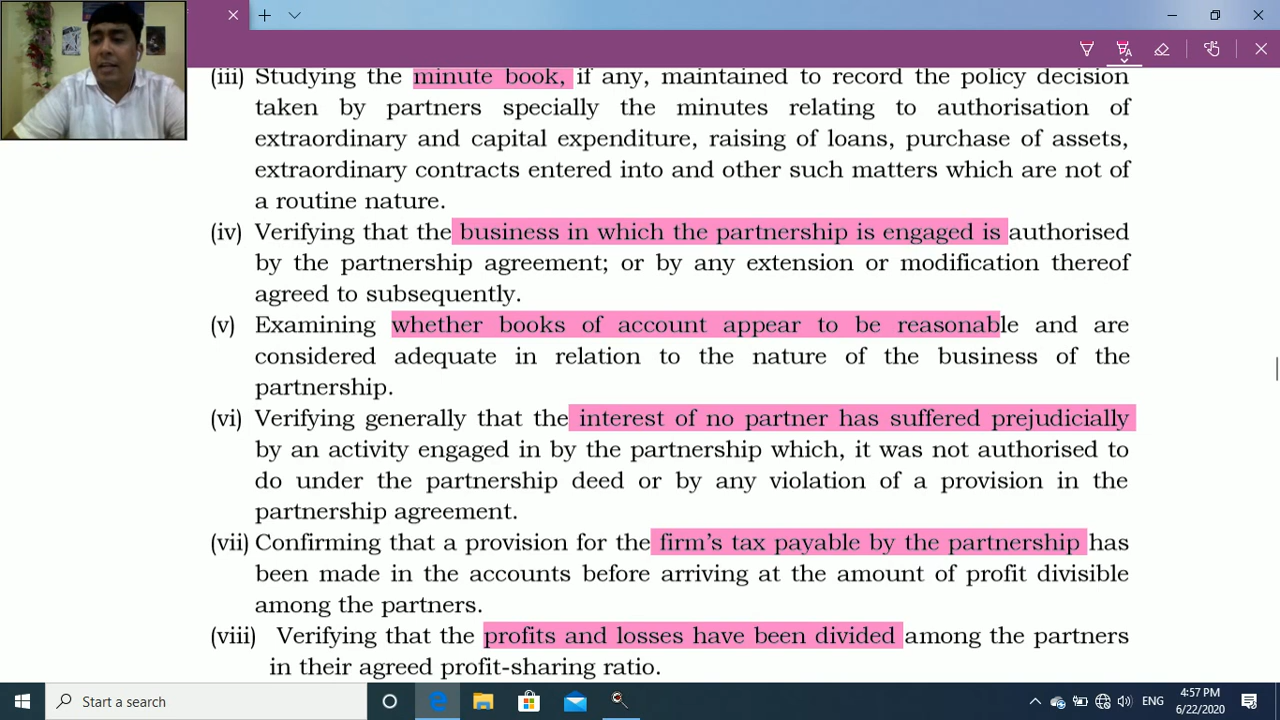 (iii) Studying the minute book, if any, maintained to record the policy decision
taken by partners specially the minutes relating to authorisation of
extraordinary and capital expenditure, raising of loans, purchase of assets,
extraordinary contracts entered into and other such matters which are not of
a routine nature.
(iv) Verifying that the business in which the partnership is engaged is authorised
by the partnership agreement; or by any extension or modification thereof
agreed to subsequently.
(v) Examining whether books of account appear to be reasonable and are
considered adequate in relation to the nature of the business of the
partnership.
(vi) Verifying generally that the interest of no partner has suffered prejudicially
by an activity engaged in by the partnership which, it was not authorised to
do under the partnership deed or by any violation of a provision in the
partnership agreement.
(vii) Confirming that a provision for the firm's tax payable by the partnership has
been made in the accounts before arriving at the amount of profit divisible
among the partners.
(viii) Verifying that the profits and losses have been divided among the partners
in their agreed profit-sharing ratio.
Start a search
ENG
4:57 PM
6/22/2020